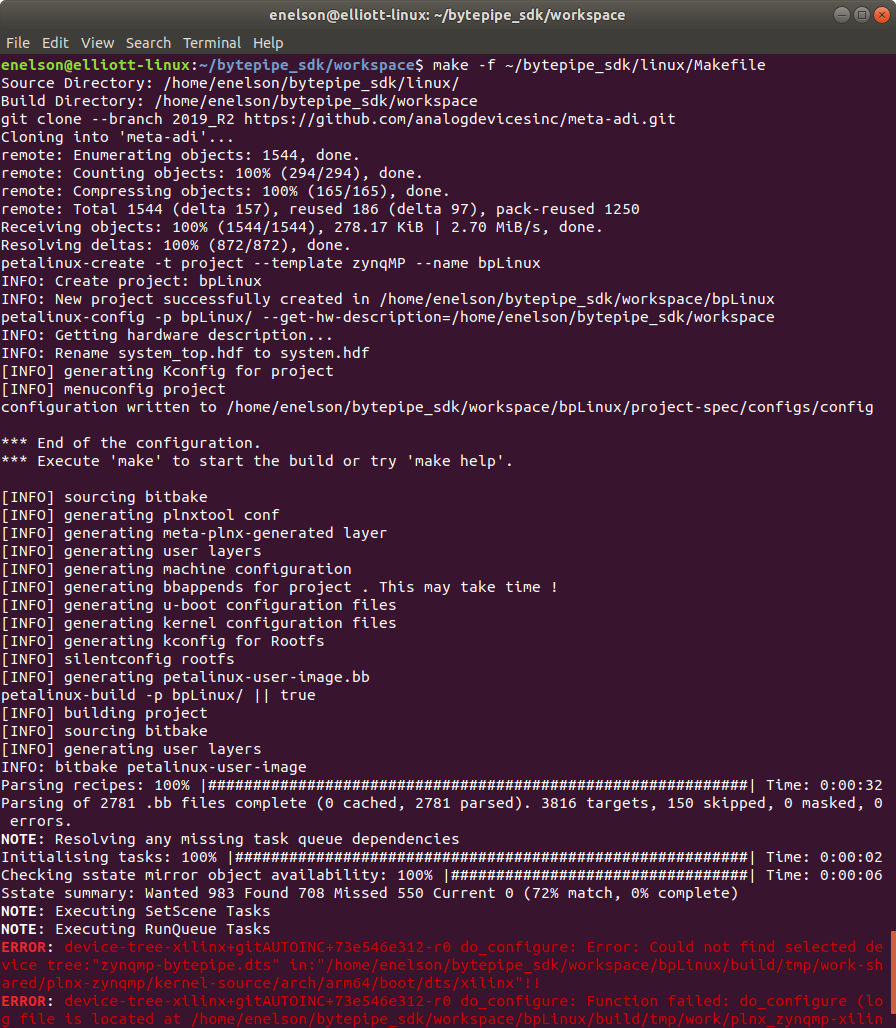 enelson@elliott-linux: ~/bytepipe_sdk/workspace
File Edit View Search Terminal Help
enelson@elliott-linux:~/bytepipe_sdk/workspace$ make -f ~/bytepipe_sdk/linux/Makefile
Source Directory: /home/enelson/bytepipe_sdk/linux/
Build Directory: /home/enelson/bytepipe_sdk/workspace
git clone --branch 2019_R2 https://github.com/analogdevicesinc/meta-adi.git
Cloning into 'meta-adi'...
remote: Enumerating objects: 1544, done.
remote: Counting objects: 100% (294/294), done.
remote: Compressing objects: 100% (165/165), done.
remote: Total 1544 (delta 157), reused 186 (delta 97), pack-reused 1250
Receiving objects: 100% (1544/1544), 278.17 KiB | 2.70 MiB/s, done.
Resolving deltas: 100% (872/872), done.
petalinux-create -t project --template zynqMP --name bpLinux
INFO: Create project: bpLinux
INFO: New project successfully created in /home/enelson/bytepipe_sdk/workspace/bpLinux
petalinux-config -p bpLinux/ --get-hw-description=/home/enelson/bytepipe_sdk/workspace
INFO: Getting hardware description...
INFO: Rename system_top.hdf to system.hdf
[INFO] generating Kconfig for project
[INFO] menuconfig project
configuration written to /home/enelson/bytepipe_sdk/workspace/bpLinux/project-spec/configs/config
*** End of the configuration.
*** Execute 'make' to start the build or try 'make help'.
[INFO] sourcing bitbake
[INFO] generating plnxtool conf
[INFO] generating meta-plnx-generated layer
[INFO] generating user layers
[INFO] generating machine configuration
[INFO] generating bbappends for project . This may take time !
[INFO] generating u-boot configuration files
[INFO] generating kernel configuration files
[INFO] generating kconfig for Rootfs
[INFO] silentconfig rootfs
[INFO] generating petalinux-user-image.bb
petalinux-build -p bpLinux/ || true
[INFO] building project
[INFO] sourcing bitbake
[INFO] generating user layers
INFO: bitbake petalinux-user-image
Parsing recipes: 100% |############################################################| Time: 0:00:32
Parsing of 2781 .bb files complete (0 cached, 2781 parsed). 3816 targets, 150 skipped, 0 masked, 0
 errors.
NOTE: Resolving any missing task queue dependencies
Initialising tasks: 100% |#########################################################| Time: 0:00:02
Checking sstate mirror object availability: 100% |#################################| Time: 0:00:06
Sstate summary: Wanted 983 Found 708 Missed 550 Current 0 (72% match, 0% complete)
NOTE: Executing SetScene Tasks
NOTE: Executing RunQueue Tasks
ERROR: device-tree-xilinx+gitAUTOINC+73e546e312-r0 do_configure: Error: Could not find selected de
vice tree:"zynqmp-bytepipe.dts" in:"/home/enelson/bytepipe_sdk/workspace/bpLinux/build/tmp/work-sh
ared/plnx-zynqmp/kernel-source/arch/arm64/boot/dts/xilinx"!!
ERROR: device-tree-xilinx+gitAUTOINC+73e546e312-r0 do_configure: Function failed: do_configure (lo
g file is located at /home/enelson/bytepipe_sdk/workspace/bpLinux/build/tmp/work/plnx_zynqmp-xilin